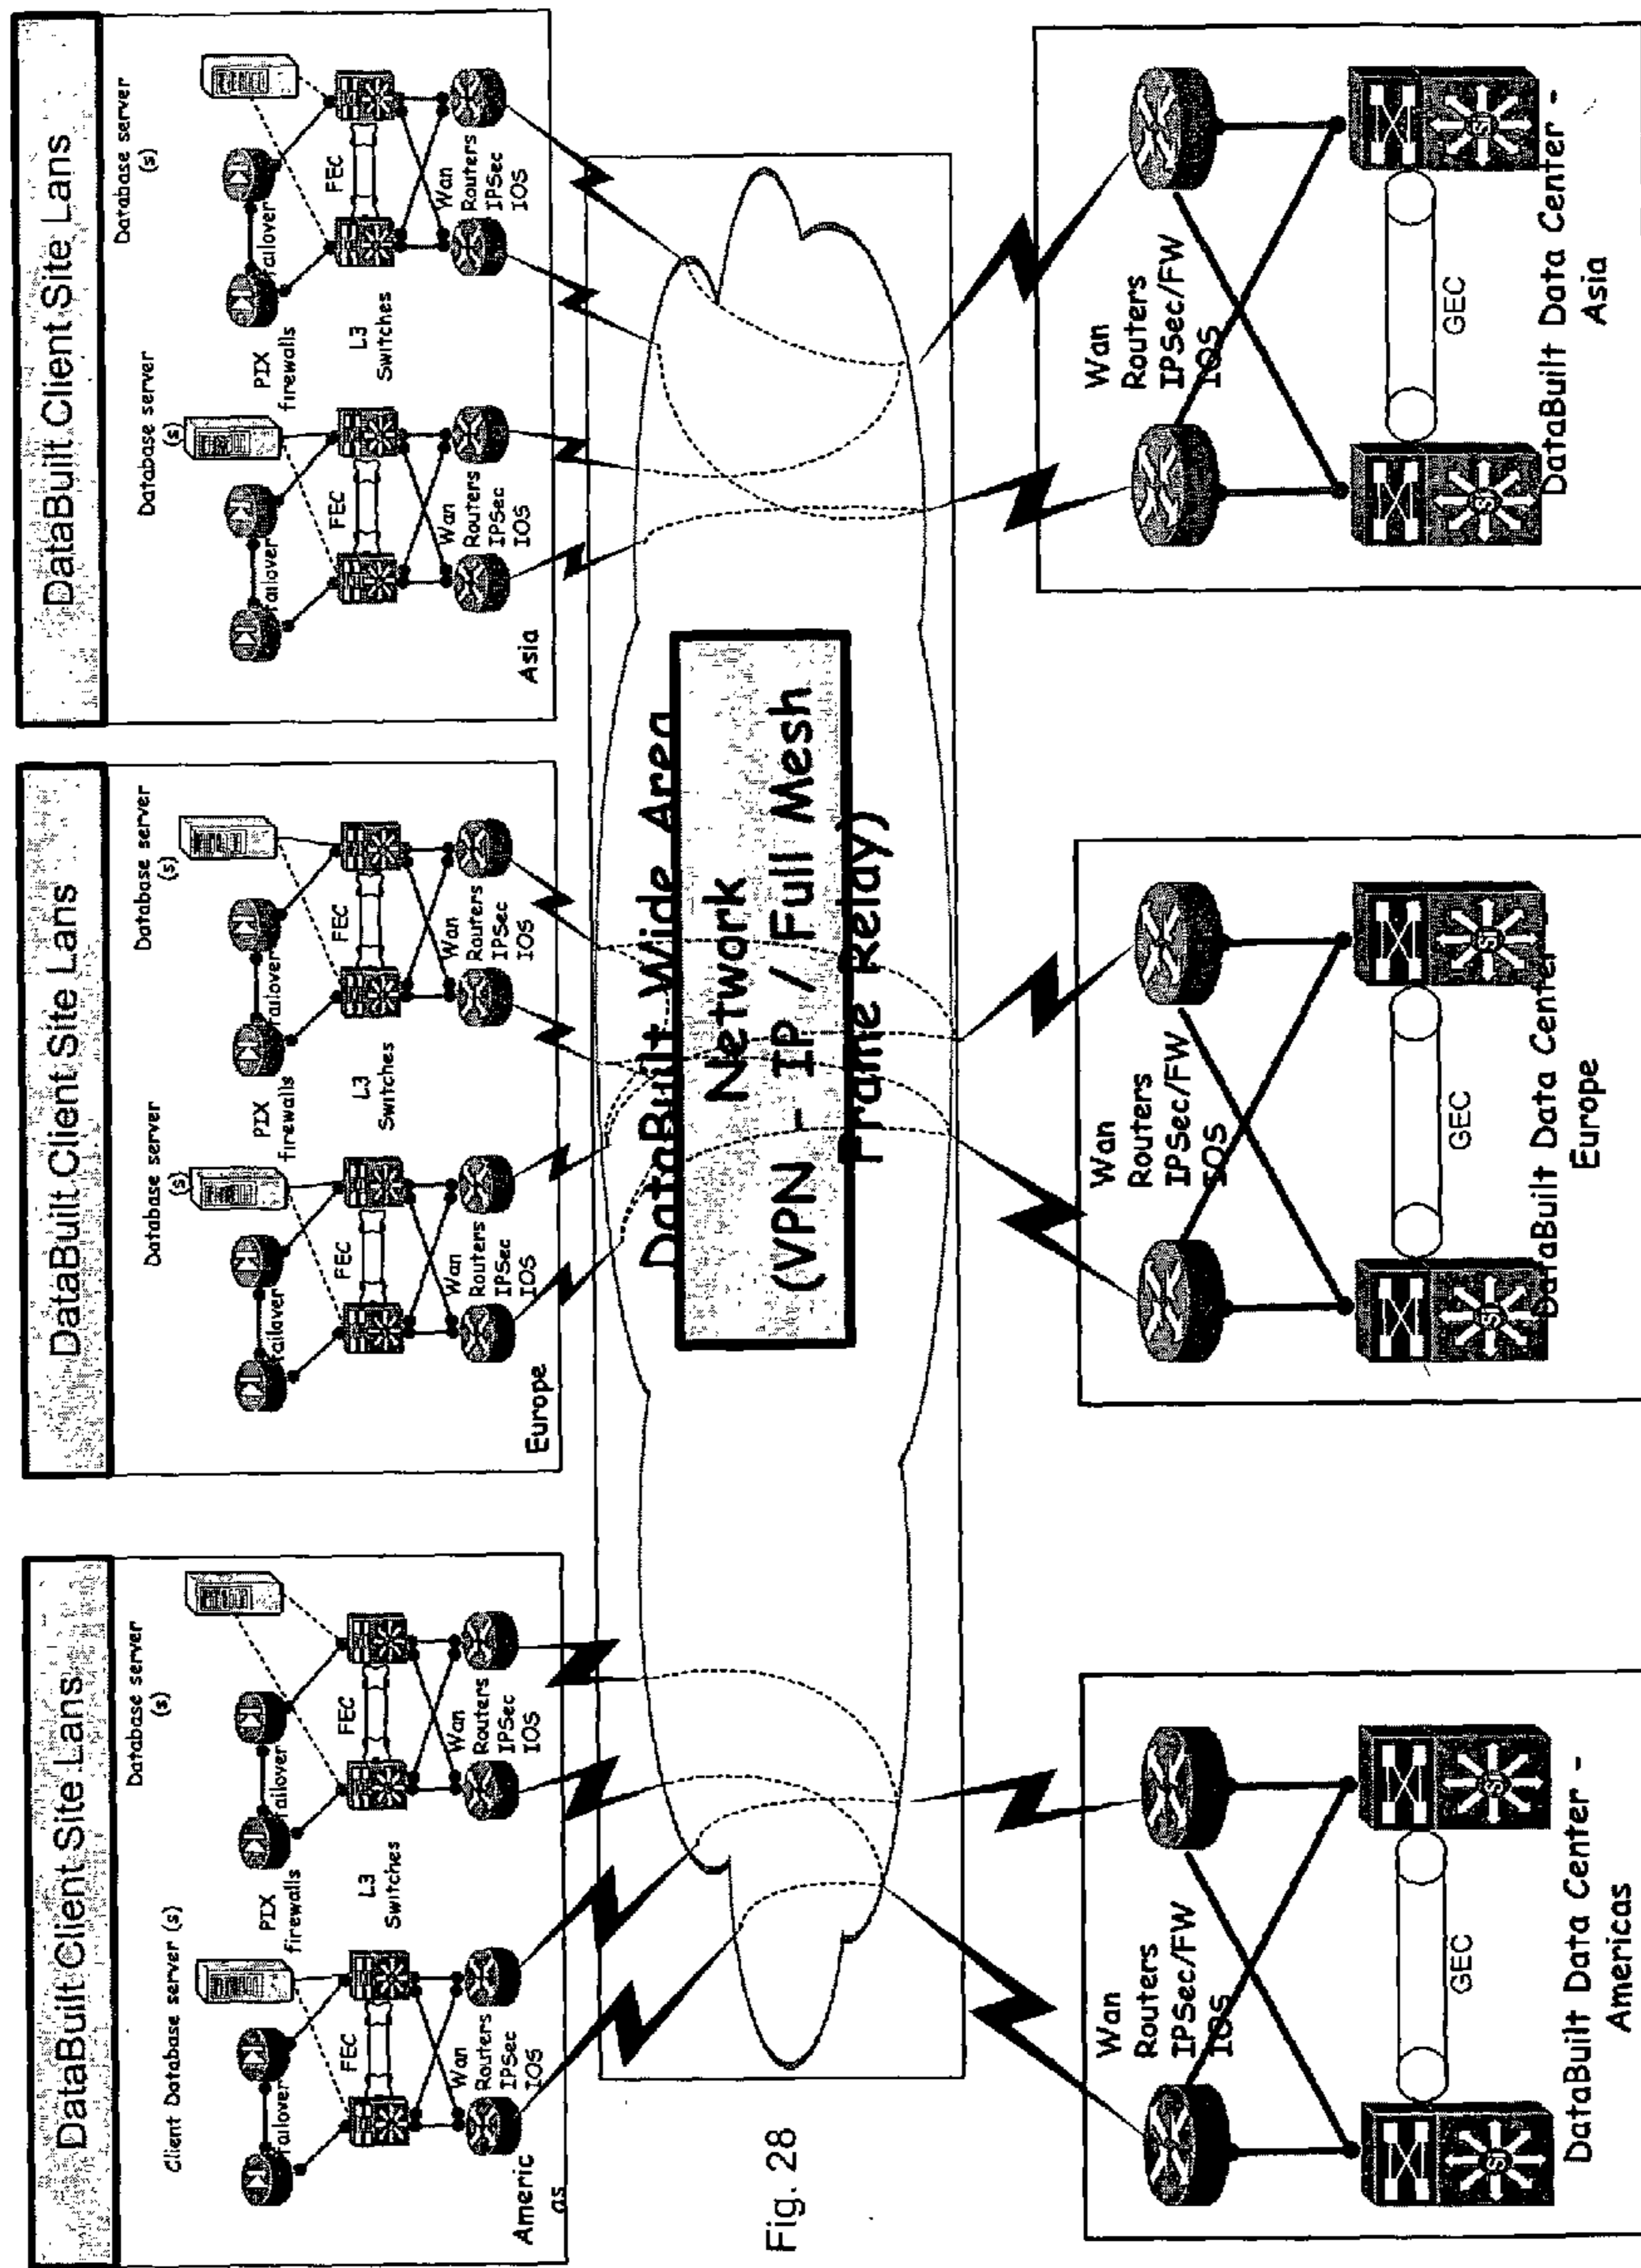 DataBuilt Client Site Lans
Client Database server (s)
Database server
(s)
failover
PIX
firewalls
failover
FEC
L3
Switches
FEC
Wan
Routers
IPSec
IOS
Wan
Routers
IPSec
IOS
Americ
as
DataBuilt Client Site Lans
Database server
(s)
Database server
(s)
failover
PIX
firewalls
failover
FEC
L3
Switches
FEC
Wan
Routers
IPSec
IOS
Wan
Routers
IPSec
IOS
Europe
DataBuilt Client Site Lans
Database server
(s)
Database server
(s)
failover
PIX
firewalls
failover
FEC
L3
Switches
FEC
Wan
Routers
IPSec
IOS
Wan
Routers
IPSec
IOS
Asia
DataBuilt Wide Area
Network
(VPN - IP / Full Mesh
Frame Relay)
Fig. 28
Wan
Routers
IPSec/FW
IOS
GEC
DataBuilt Data Center -
Americas
Wan
Routers
IPSec/FW
IOS
GEC
DataBuilt Data Center
Europe
Wan
Routers
IPSec/FW
IOS
GEC
DataBuilt Data Center -
Asia